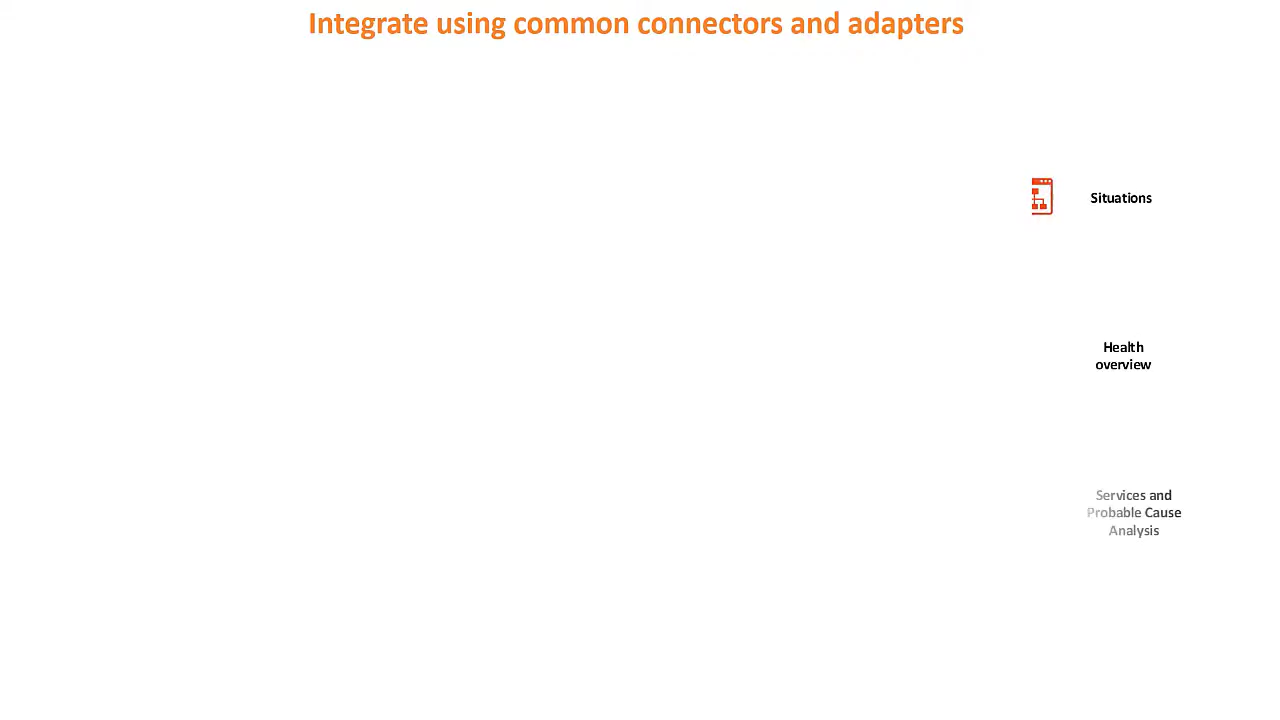 Integrate using common connectors and adapters
Situations
Health
overview
Services and
Probable Cause
Analysis